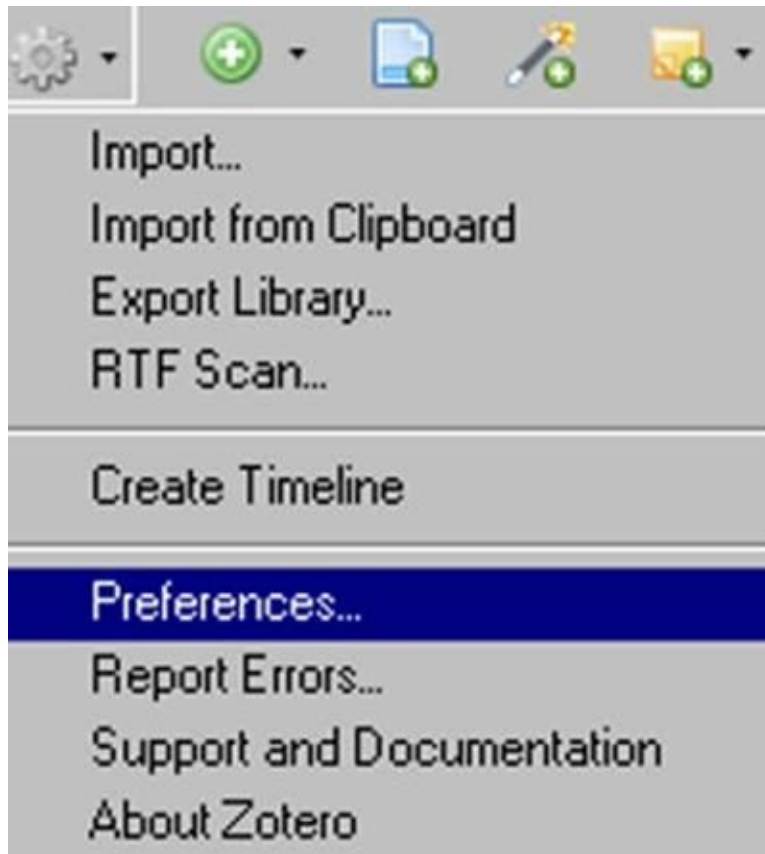 Import...
Import from Clipboard
Export Library...
RTF Scan...
Create Timeline
Preferences...
Report Errors...
Support and Documentation
About Zotero